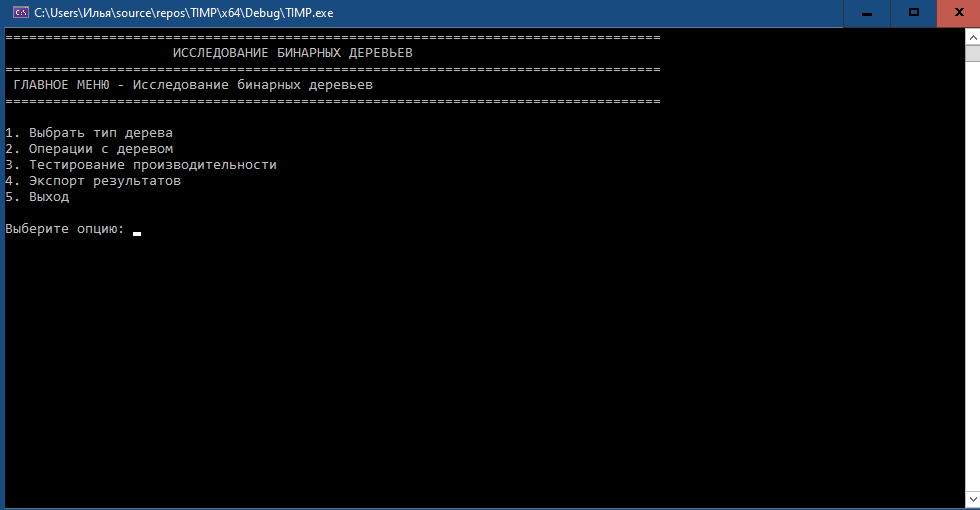 C:\Users\Илья\source\repos\TIMP\x64\Debug\TIMP.exe
==================================================================================
ИССЛЕДОВАНИЕ БИНАРНЫХ ДЕРЕВЬЕВ
==================================================================================
ГЛАВНОЕ МЕНЮ - Исследование бинарных деревьев
==================================================================================
1. Выбрать тип дерева
2. Операции с деревом
3. Тестирование производительности
4. Экспорт результатов
5. Выход
Выберите опцию: